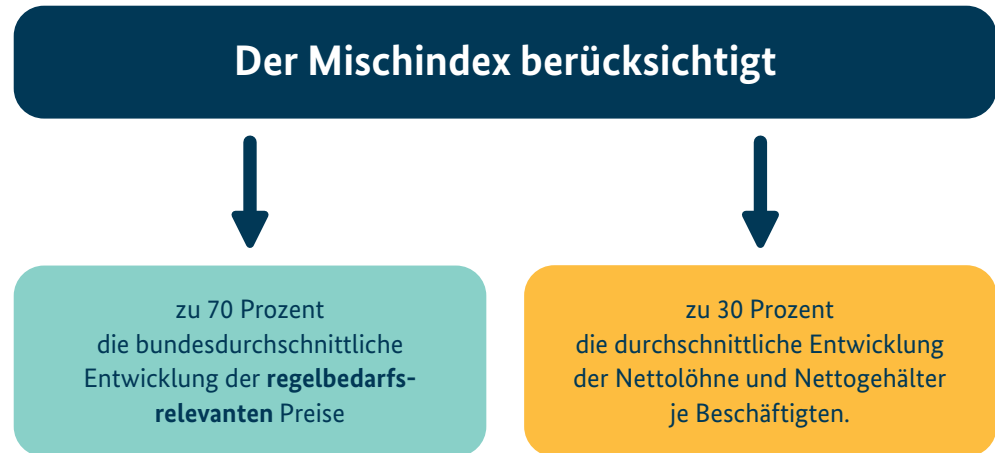 Der Mischindex berücksichtigt
zu 70 Prozent
die bundesdurchschnittliche
Entwicklung der regelbedarfs-
relevanten Preise
zu 30 Prozent
die durchschnittliche Entwicklung
der Nettolöhne und Nettogehälter
je Beschäftigten.